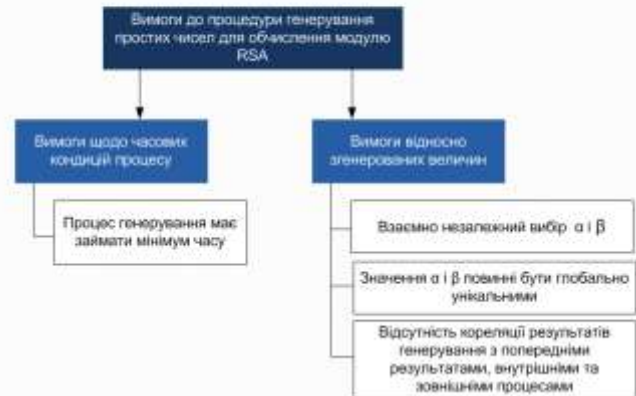 Вимоги до процедури генерування
простих чисел для обчислення модулю
RSA
Вимоги щодо часових
кондицій процесу
Вимоги відносно
згенерованих величин
Процес генерування має
займати мінімум часу
Взаємно незалежний вибір α і β
Значення α і β повинні бути глобально
унікальними
Відсутність кореляції результатів
генерування з попередніми
результатами, внутрішніми та
зовнішніми процесами